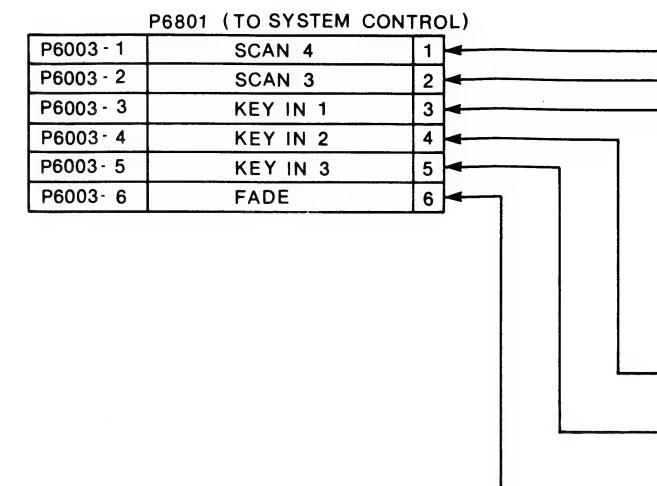 P6801 (TO SYSTEM CONTROL)
P6003-1 SCAN 4 1
P6003-2 SCAN 3 2
P6003-3 KEY IN 1 3
P6003-4 KEY IN 2 4
P6003-5 KEY IN 3 5
P6003-6 FADE 6